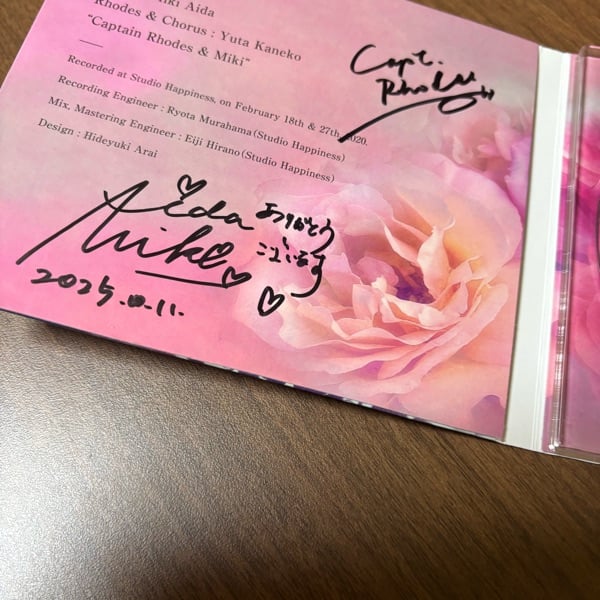 iki Aida
Rhodes & Chorus : Yuta Kaneko
"Captain Rhodes & Miki"
Recorded at Studio Happiness, on February 18th & 27th, 2020.
Recording Engineer : Ryota Murahama (Studio Happiness)
Mix. Mastering Engineer : Eiji Hirano (Studio Happiness)
Design : Hideyuki Arai
Capt.
Rhodes
Aida
Miki
ありがとう
ございます